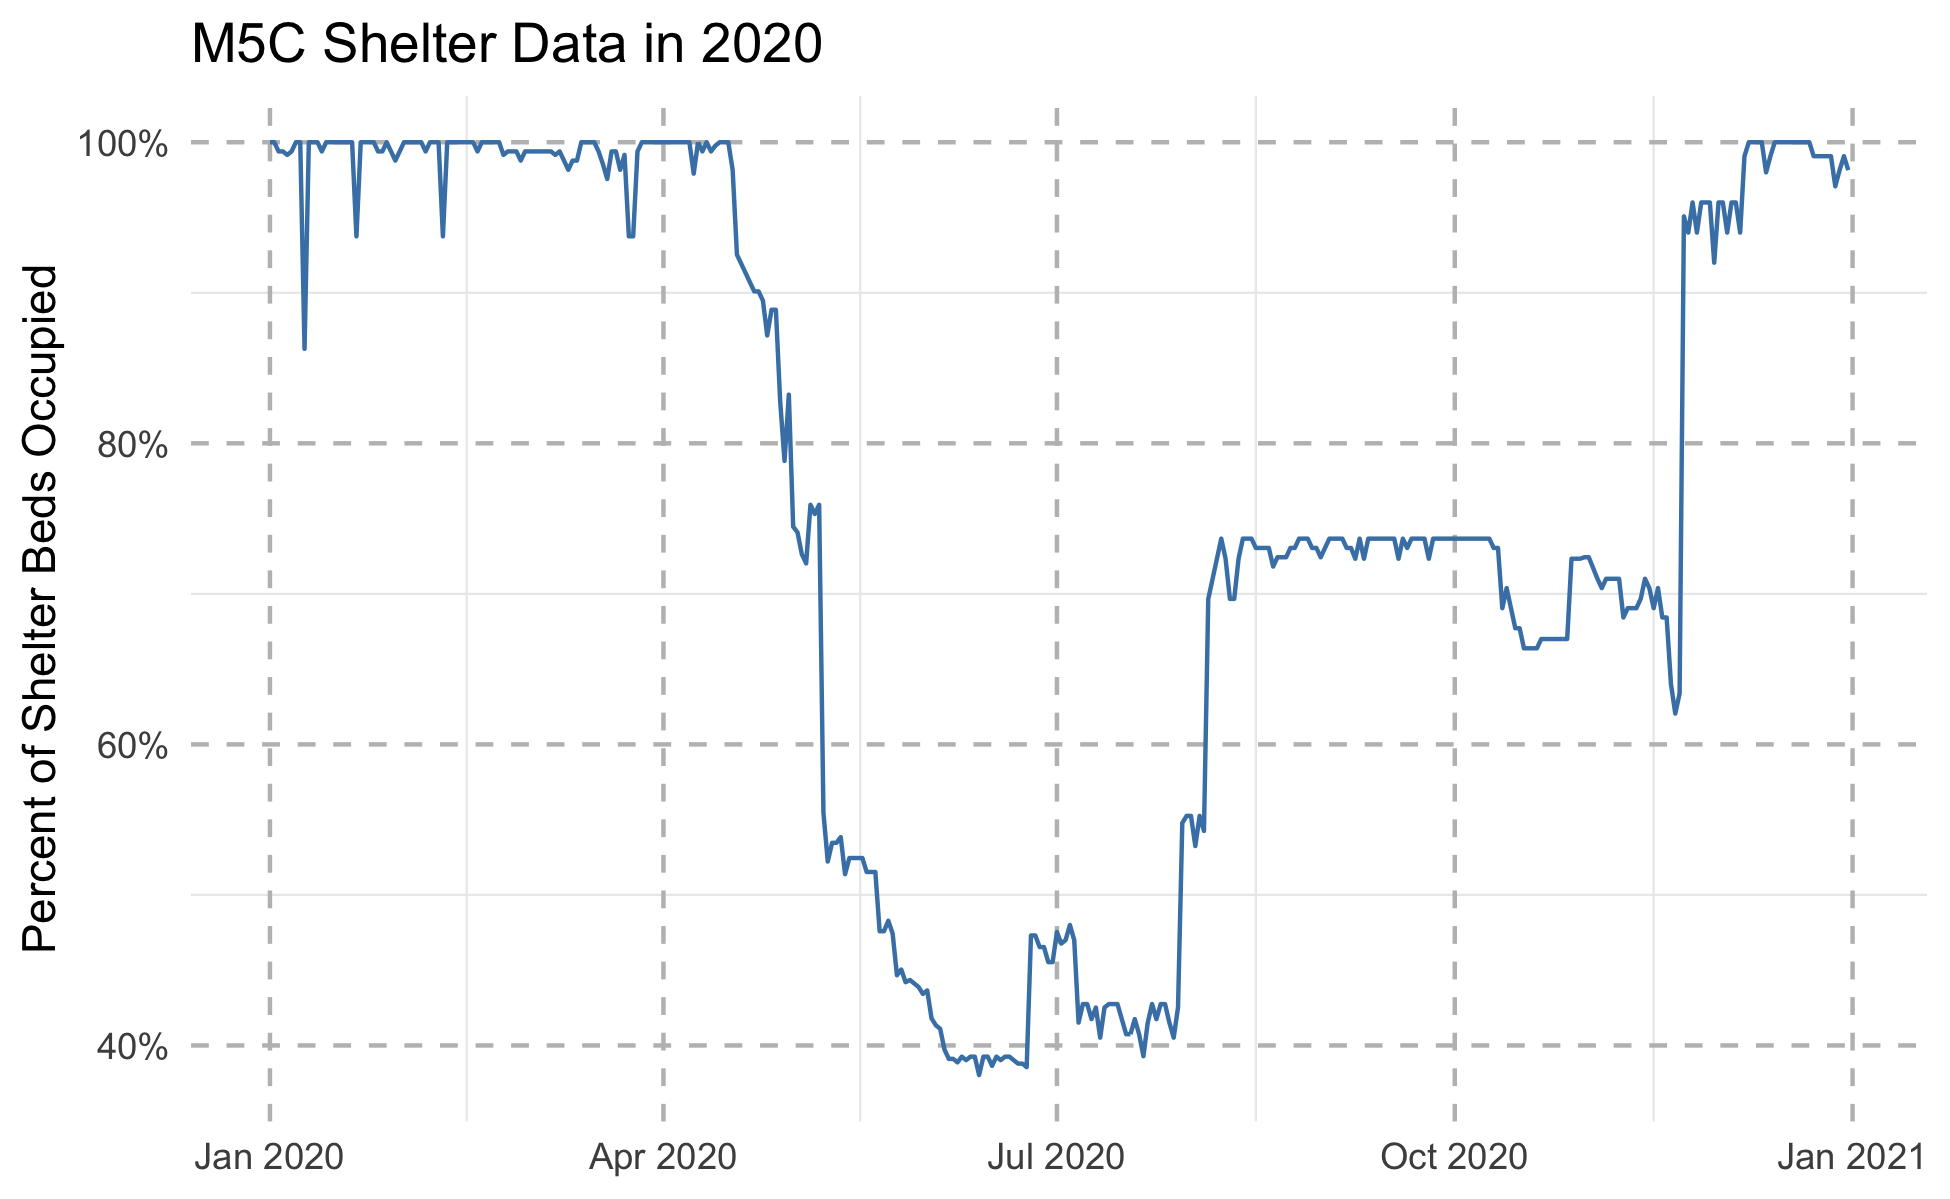 M5C Shelter Data in 2020
Percent of Shelter Beds Occupied
100%
80%
60%
40%
Jan 2020
Apr 2020
Jul 2020
Oct 2020
Jan 2021